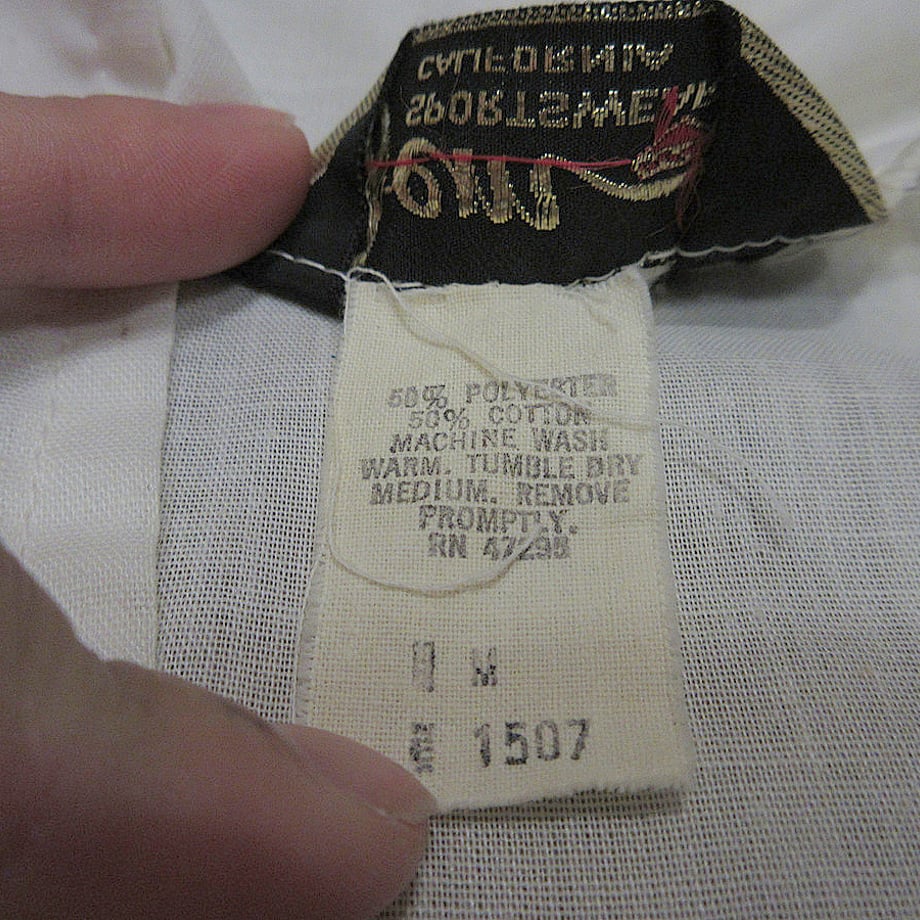 CALIFORNIA
SPORTSWEAR
50% POLYESTER
50% COTTON
MACHINE WASH
WARM. TUMBLE DRY
MEDIUM. REMOVE
PROMPTLY.
RN 47298
M
1507